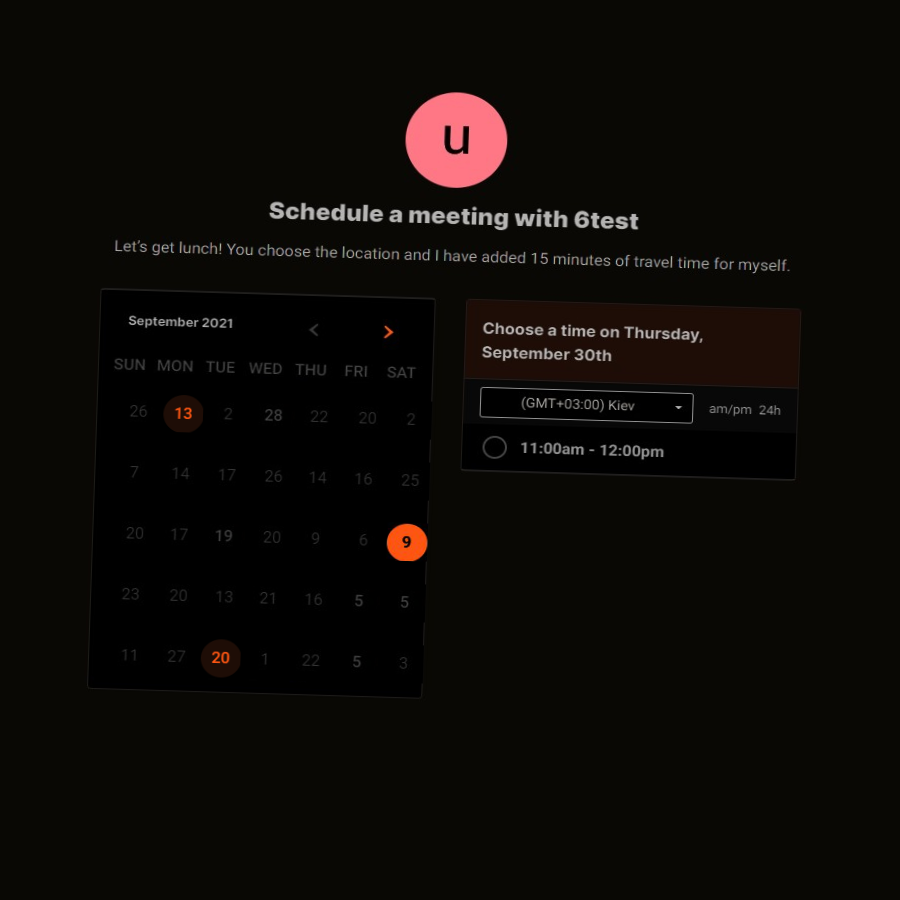 u
Schedule a meeting with 6test
Let's get lunch! You choose the location and I have added 15 minutes of travel time for myself.
September 2021
SUN MON TUE WED THU FRI SAT
26 13 2 28 22 20 2
7 14 17 26 14 16 25
20 17 19 20 9 6 9
23 20 13 21 16 5 5
11 27 20 1 22 5 3
Choose a time on Thursday,
September 30th
(GMT+03:00) Kiev am/pm 24h
11:00am - 12:00pm